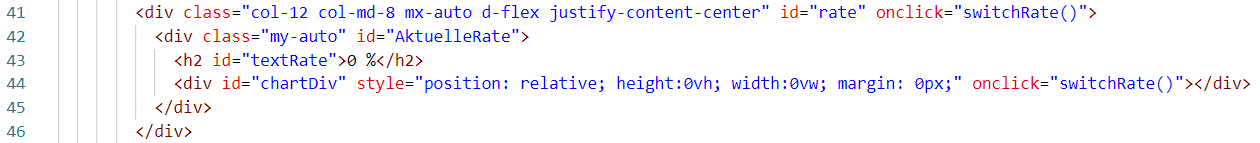 41 <div class="col-12 col-md-8 mx-auto d-flex justify-content-center" id="rate" onclick="switchRate()">
42 <div class="my-auto" id="AktuelleRate">
43 <h2 id="textRate">0 %</h2>
44 <div id="chartDiv" style="position: relative; height:0vh; width:0vw; margin: 0px;" onclick="switchRate()"></div>
45 </div>
46 </div>